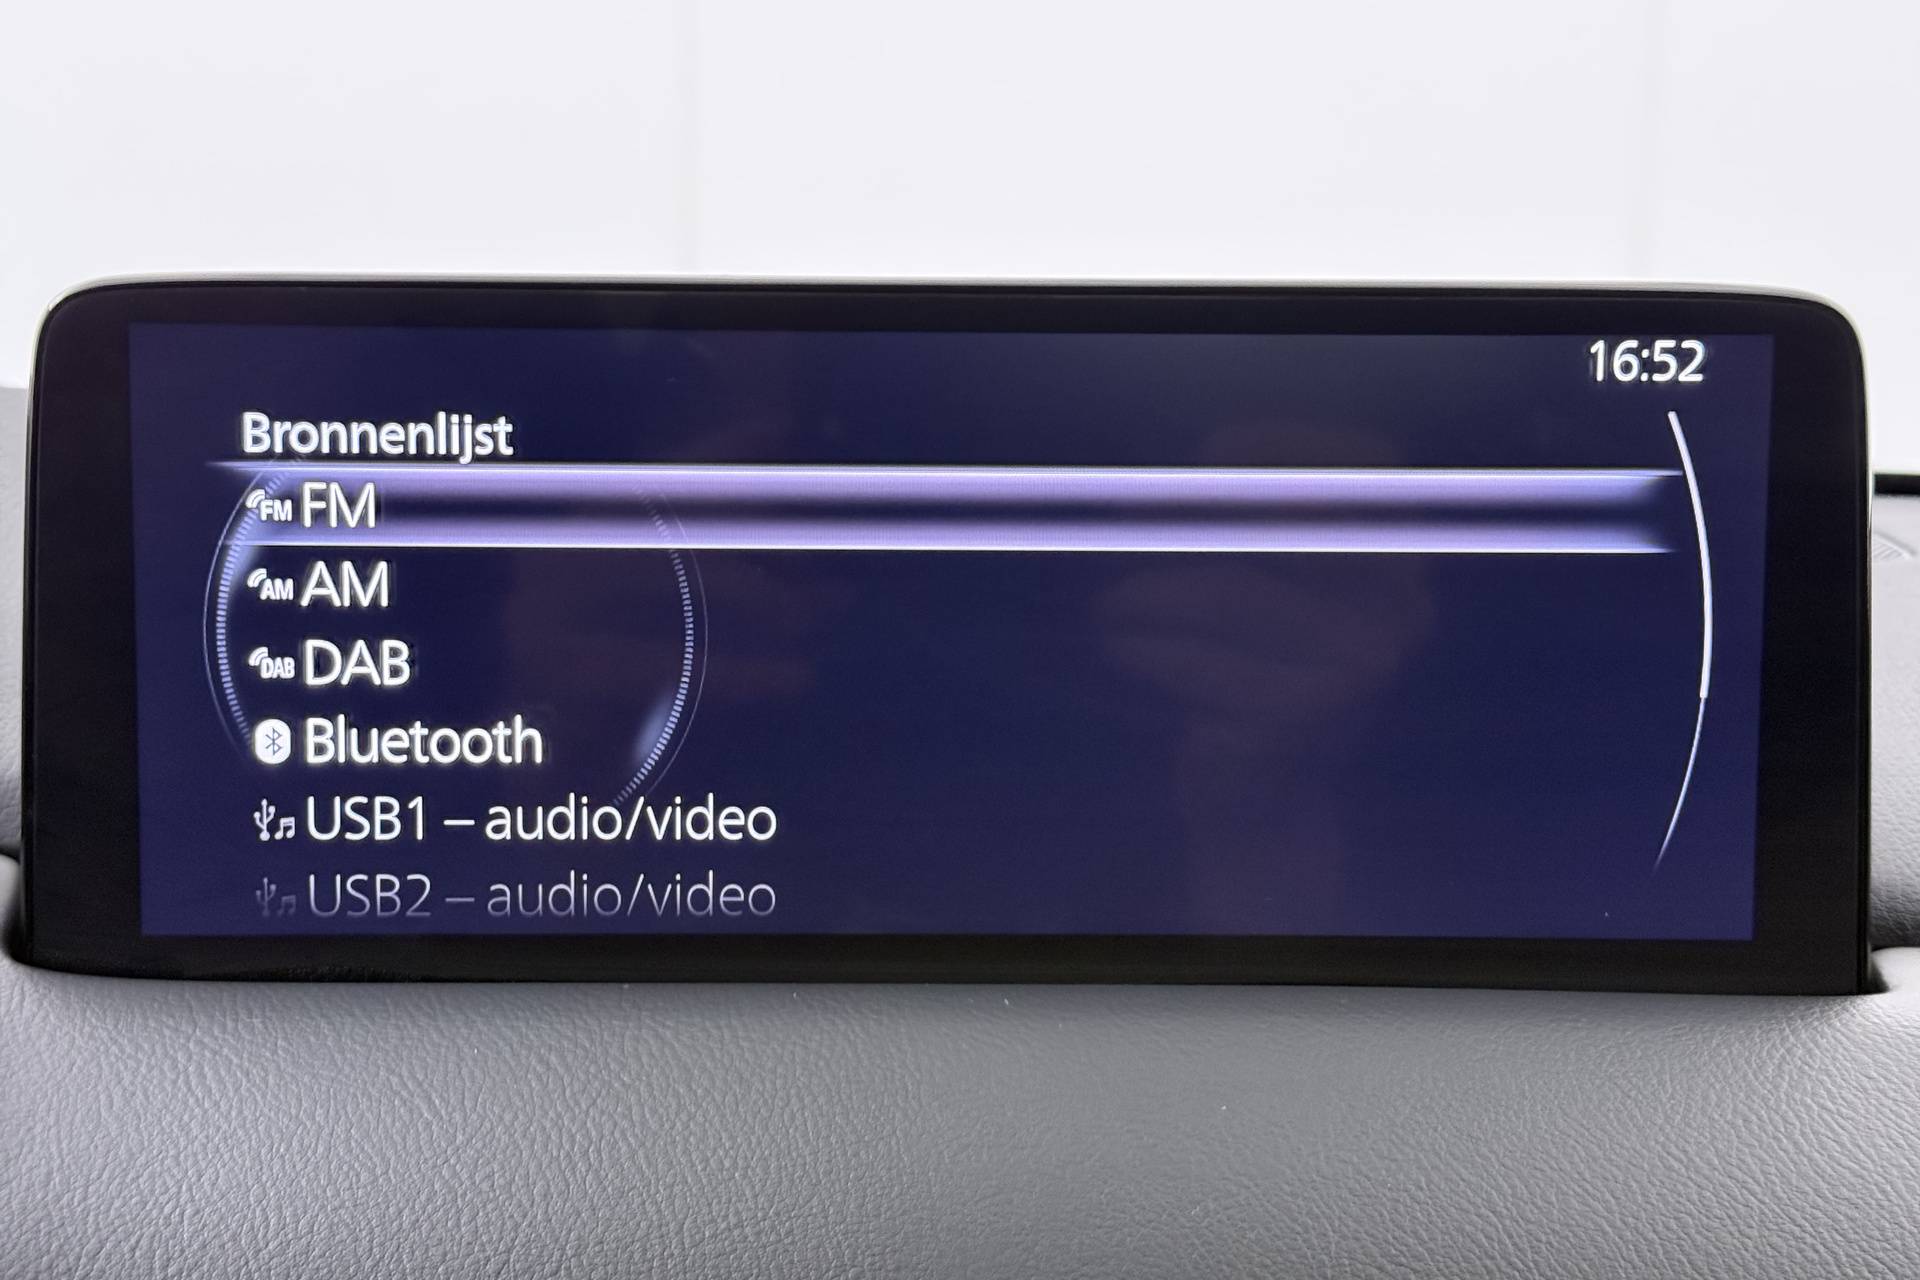 16:52
Bronnenlijst
FM FM
AM AM
DAB DAB
Bluetooth
USB1 – audio/video
USB2 – audio/video